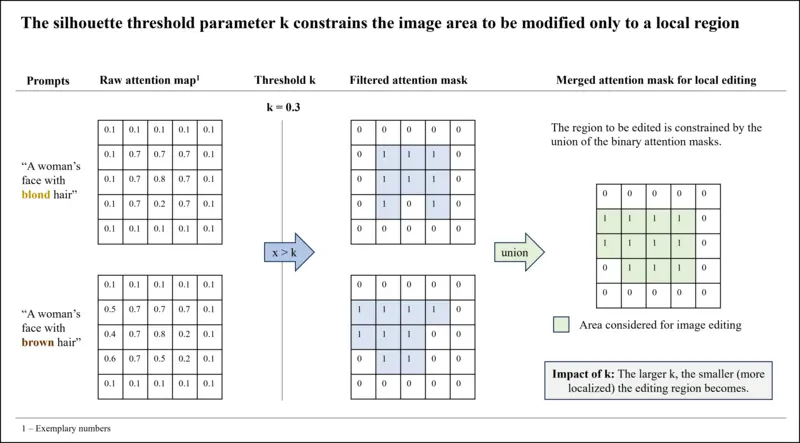 The silhouette threshold parameter k constrains the image area to be modified only to a local region
Prompts
Raw attention map1
Threshold k
Filtered attention mask
Merged attention mask for local editing
k = 0.3
“A woman’s
face with
blond hair”
0.1 0.1 0.1 0.1 0.1
0.1 0.7 0.7 0.7 0.1
0.1 0.7 0.8 0.7 0.1
0.1 0.7 0.2 0.7 0.1
0.1 0.1 0.1 0.1 0.1
x > k
0 0 0 0 0
0 1 1 1 0
0 1 1 1 0
0 1 0 1 0
0 0 0 0 0
“A woman’s
face with
brown hair”
0.1 0.1 0.1 0.1 0.1
0.5 0.7 0.7 0.7 0.1
0.4 0.7 0.8 0.2 0.1
0.6 0.7 0.5 0.2 0.1
0.1 0.1 0.1 0.1 0.1
0 0 0 0 0
1 1 1 1 0
1 1 1 0 0
0 1 1 0 0
0 0 0 0 0
union
The region to be edited is constrained by the
union of the binary attention masks.
0 0 0 0 0
1 1 1 1 0
1 1 1 1 0
0 1 1 1 0
0 0 0 0 0
Area considered for image editing
Impact of k: The larger k, the smaller (more
localized) the editing region becomes.
1 – Exemplary numbers